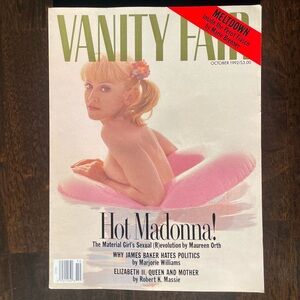 VANITY FAIR
MELTDOWN
OCTOBER 1992/$3.00
Hot Madonna!
The Material Girl's Sexual (R)evolution by Maureen Orth
WHY JAMES BAKER HATES POLITICS
by Marjorie Williams
ELIZABETH II, QUEEN AND MOTHER
by Robert K. Massie